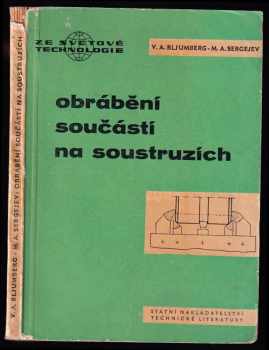 V. A. BLJUMBERG - M. A. SERGEJEV: OBRÁBĚNÍ SOUČÁSTÍ NA SOUSTRUZÍCH
ZE SVĚTOVÉ
TECHNOLOGIE
V. A. BLJUMBERG - M. A. SERGEJEV
obrábění
součástí
na soustruzích
STÁTNÍ NAKLADATELSTVÍ
TECHNICKÉ LITERATURY